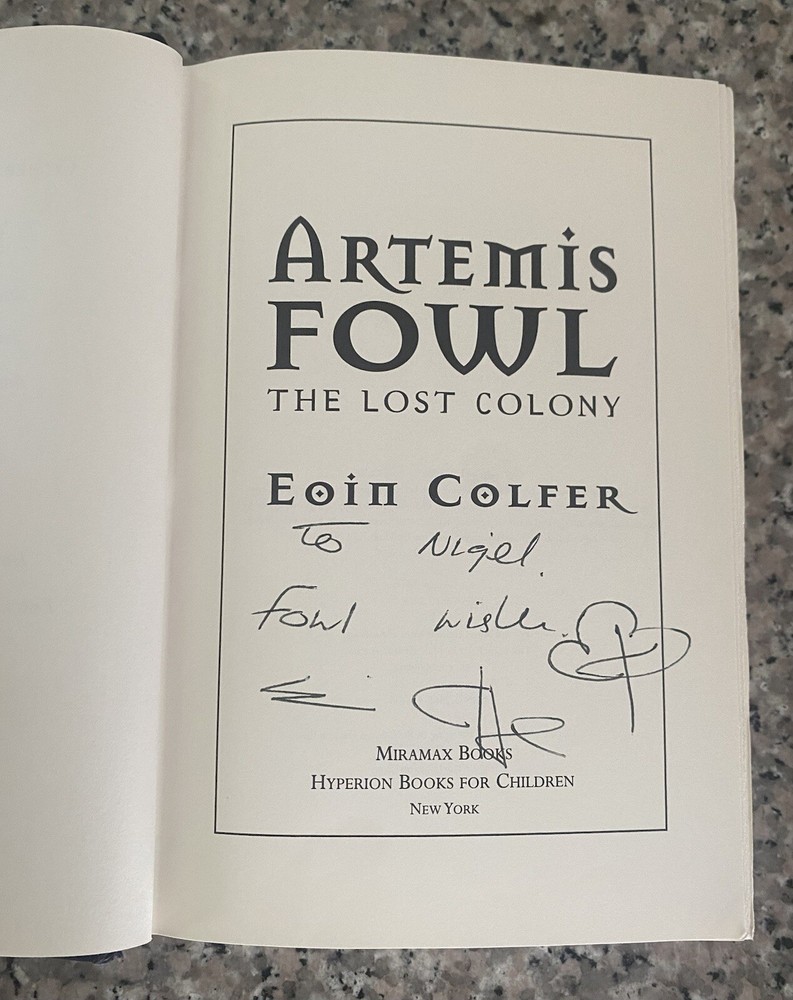 ARTEMIS
FOWL
THE LOST COLONY
EOIN COLFER
To Nigel.
Fowl wishes.
MIRAMAX BOOKS
HYPERION BOOKS FOR CHILDREN
NEW YORK